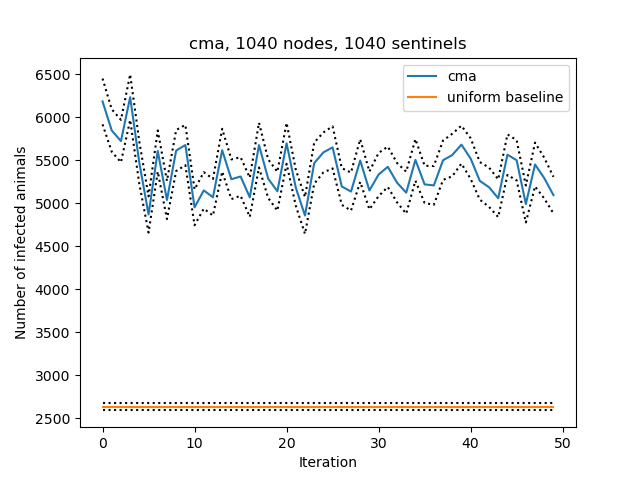 cma, 1040 nodes, 1040 sentinels
cma
uniform baseline
Number of infected animals
6500
6000
5500
5000
4500
4000
3500
3000
2500
0 10 20 30 40 50
Iteration